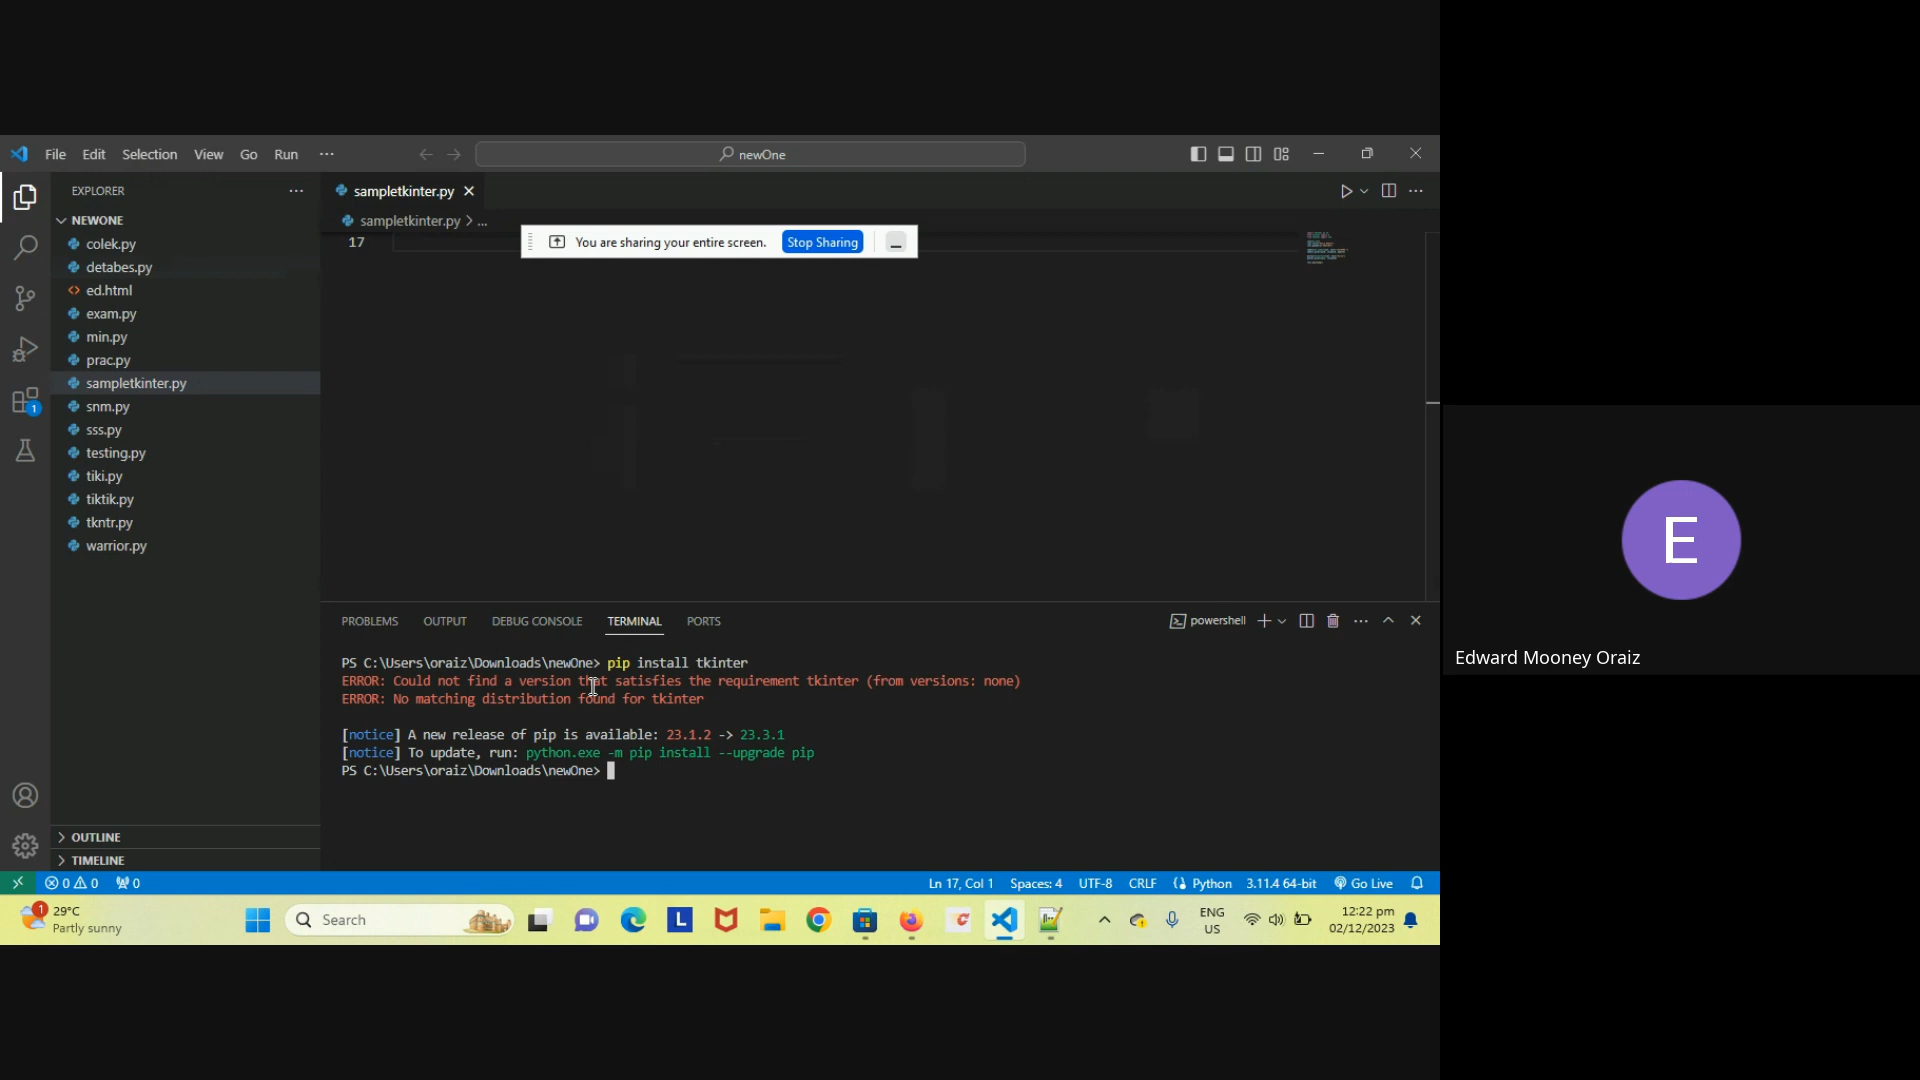 File Edit Selection View Go Run ...
newOne
EXPLORER ...
sampletkinter.py
NEWONE
sampletkinter.py > ...
You are sharing your entire screen. Stop Sharing
17
colek.py
detabes.py
ed.html
exam.py
min.py
prac.py
sampletkinter.py
snm.py
sss.py
testing.py
tiki.py
tiktik.py
tkntr.py
warrior.py
1
OUTLINE
TIMELINE
PROBLEMS OUTPUT DEBUG CONSOLE TERMINAL PORTS
powershell
PS C:\Users\oraiz\Downloads\newOne> pip install tkinter
ERROR: Could not find a version that satisfies the requirement tkinter (from versions: none)
ERROR: No matching distribution found for tkinter
[notice] A new release of pip is available: 23.1.2 -> 23.3.1
[notice] To update, run: python.exe -m pip install --upgrade pip
PS C:\Users\oraiz\Downloads\newOne>
0 0 0
Ln 17, Col 1 Spaces: 4 UTF-8 CRLF Python 3.11.4 64-bit Go Live
1
29°C
Partly sunny
Search
L
ENG
US
12:22 pm
02/12/2023
E
Edward Mooney Oraiz